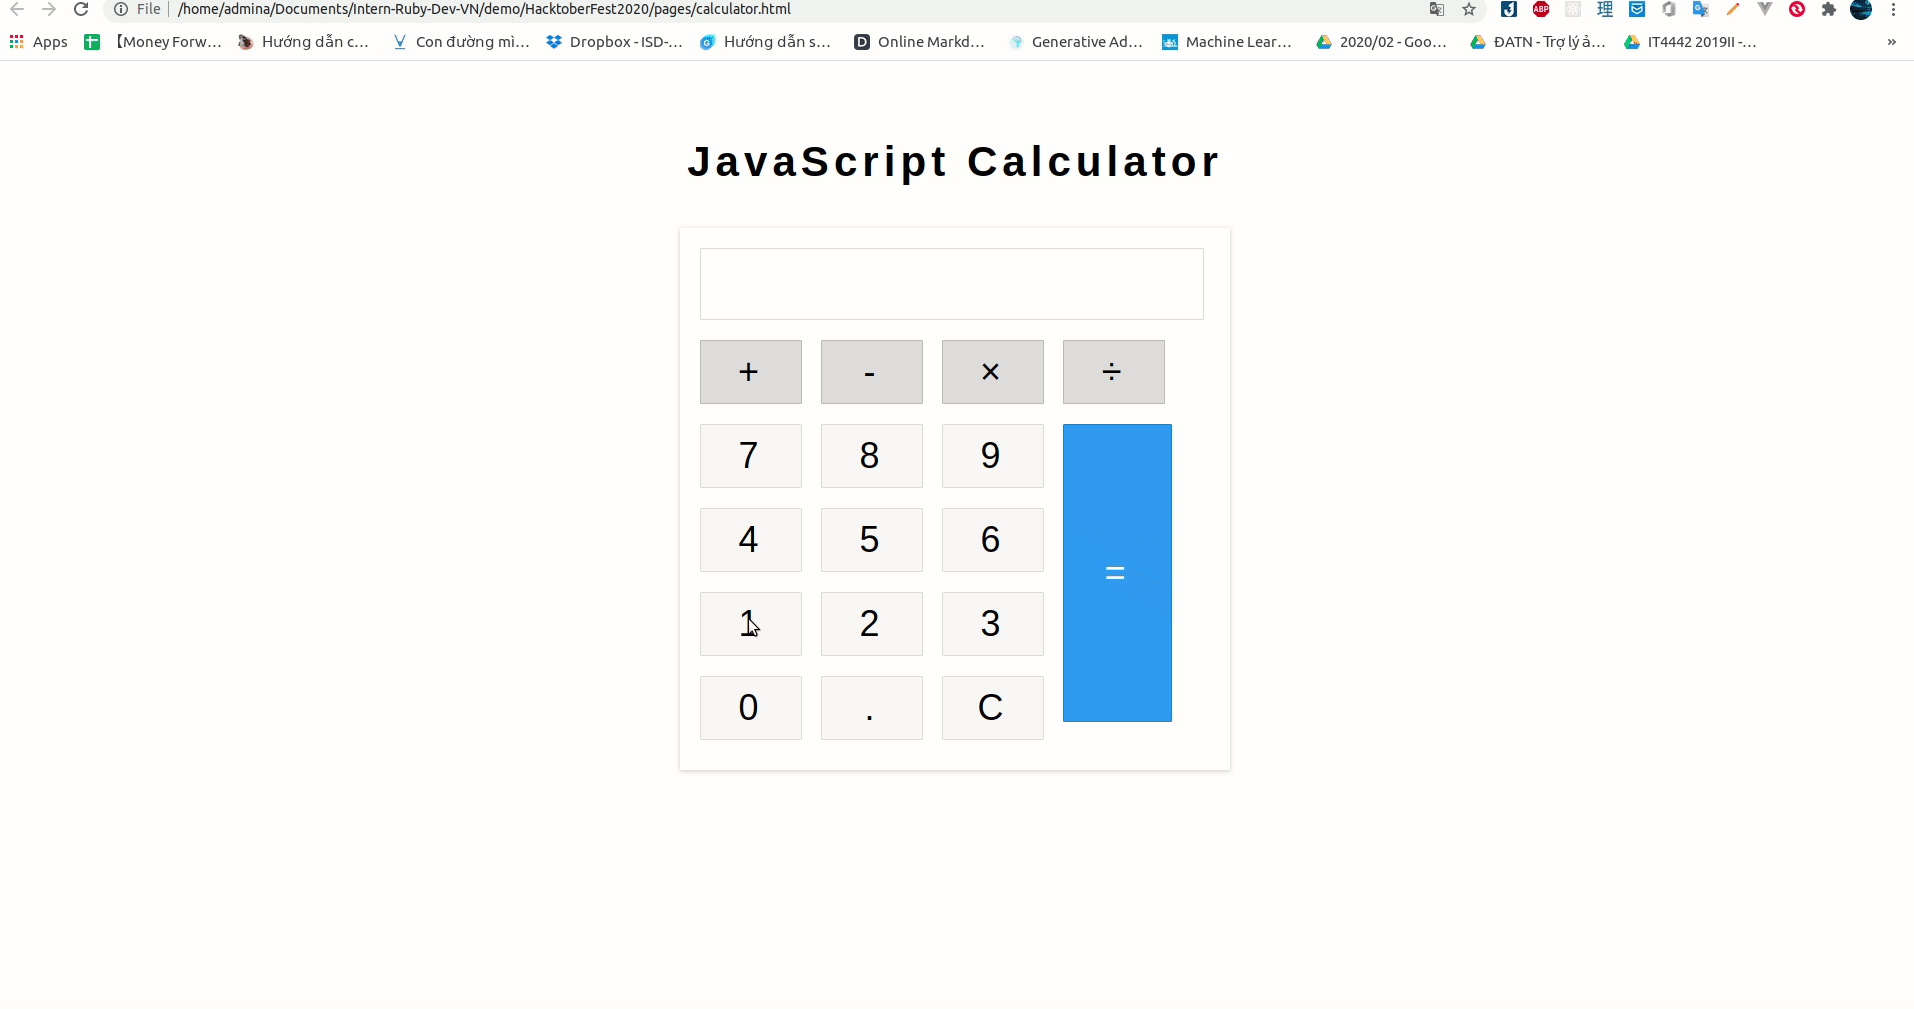 File /home/admina/Documents/Intern-Ruby-Dev-VN/demo/HacktoberFest2020/pages/calculator.html
Apps 【Money Forw... Hướng dẫn c... Con đường mì... Dropbox - ISD-... Hướng dẫn s... Online Markd... Generative Ad... Machine Lear... 2020/02 - Goo... ĐATN - Trợ lý ả... IT4442 2019II -... »
JavaScript Calculator
+ - × ÷
7 8 9
4 5 6
=
1 2 3
0 . C